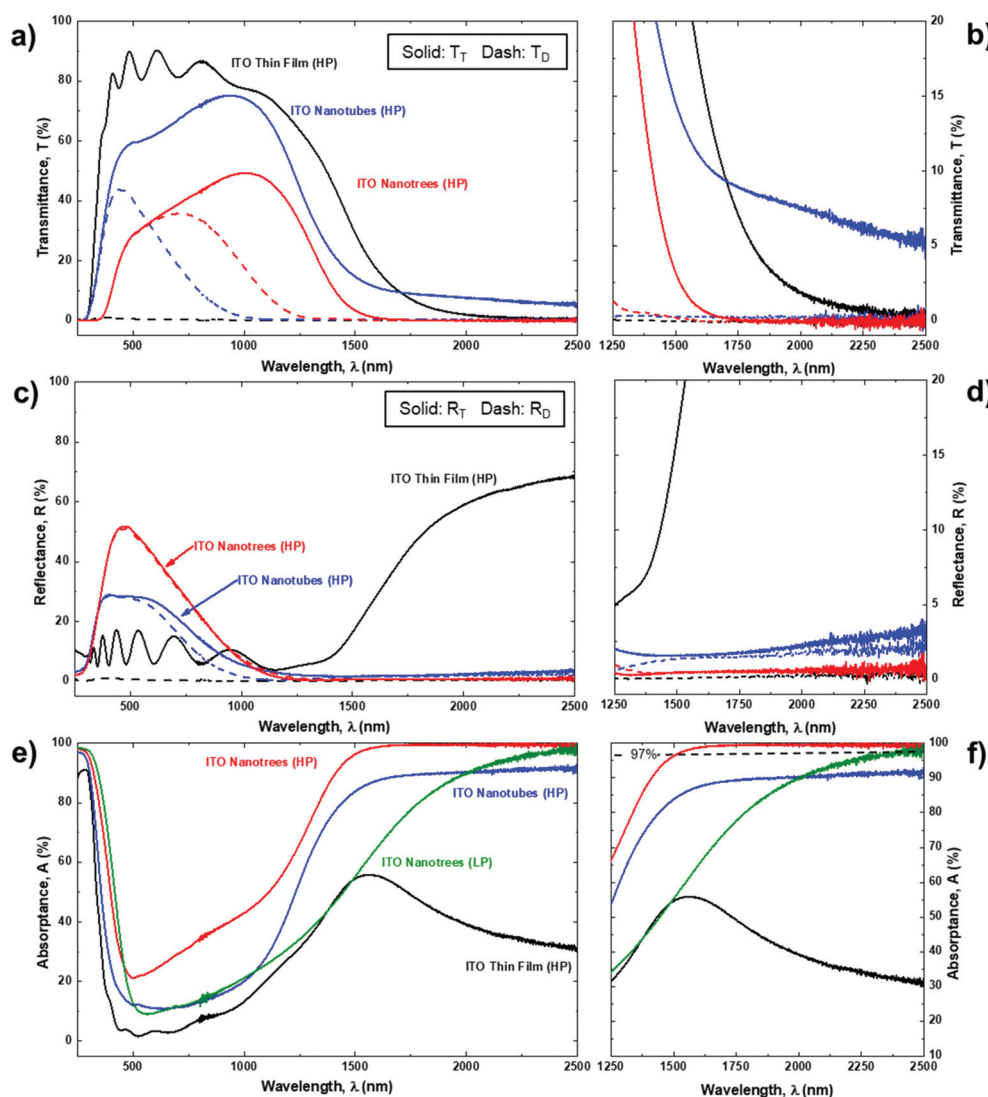 a)
Solid: T_T Dash: T_D
ITO Thin Film (HP)
ITO Nanotubes (HP)
ITO Nanotrees (HP)
Transmittance, T (%)
100
80
60
40
20
0
500 1000 1500 2000 2500
Wavelength, λ (nm)
b)
20
15
10
5
0
Transmittance, T (%)
1250 1500 1750 2000 2250 2500
Wavelength, λ (nm)
c)
Solid: R_T Dash: R_D
ITO Thin Film (HP)
ITO Nanotrees (HP)
ITO Nanotubes (HP)
Reflectance, R (%)
100
80
60
40
20
0
500 1000 1500 2000 2500
Wavelength, λ (nm)
d)
20
15
10
5
0
Reflectance, R (%)
1250 1500 1750 2000 2250 2500
Wavelength, λ (nm)
e)
ITO Nanotrees (HP)
ITO Nanotubes (HP)
ITO Nanotrees (LP)
ITO Thin Film (HP)
Absorptance, A (%)
100
80
60
40
20
0
500 1000 1500 2000 2500
Wavelength, λ (nm)
f)
97%
100
90
80
70
60
50
40
30
20
10
Absorptance, A (%)
1250 1500 1750 2000 2250 2500
Wavelength, λ (nm)